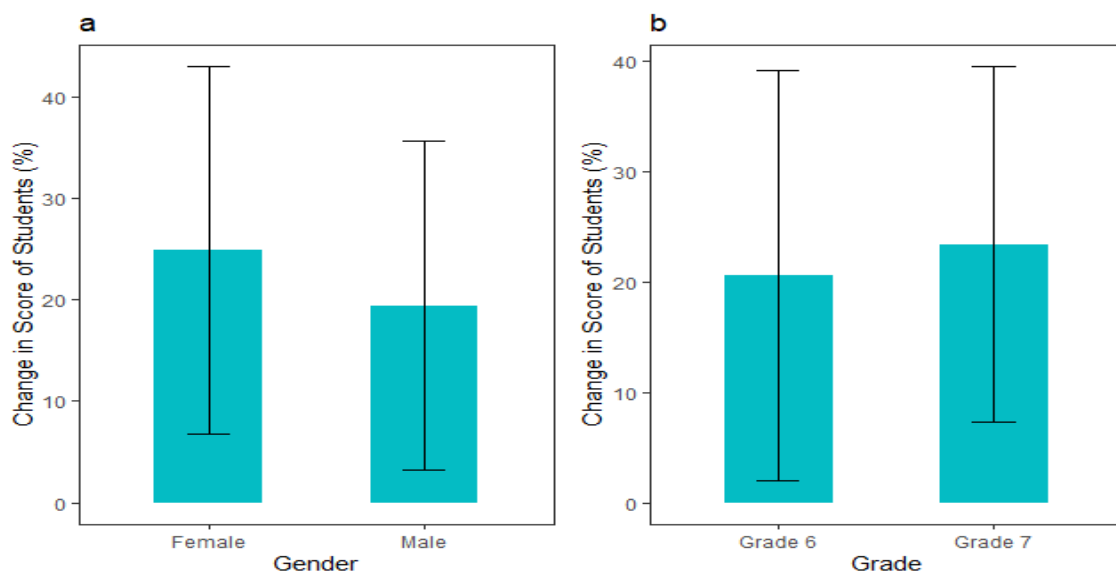 a
Change in Score of Students (%)
40
30
20
10
0
Female
Male
Gender
b
Change in Score of Students (%)
40
30
20
10
0
Grade 6
Grade 7
Grade